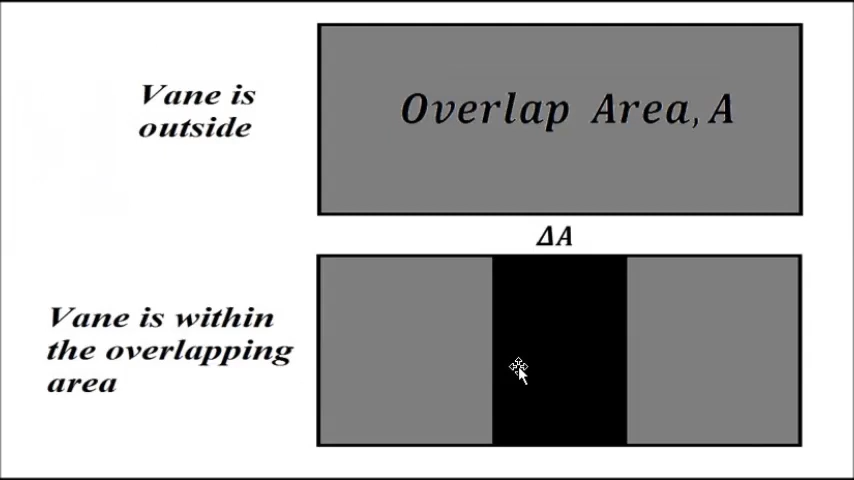 Vane is
outside
Overlap Area, A
ΔA
Vane is within
the overlapping
area